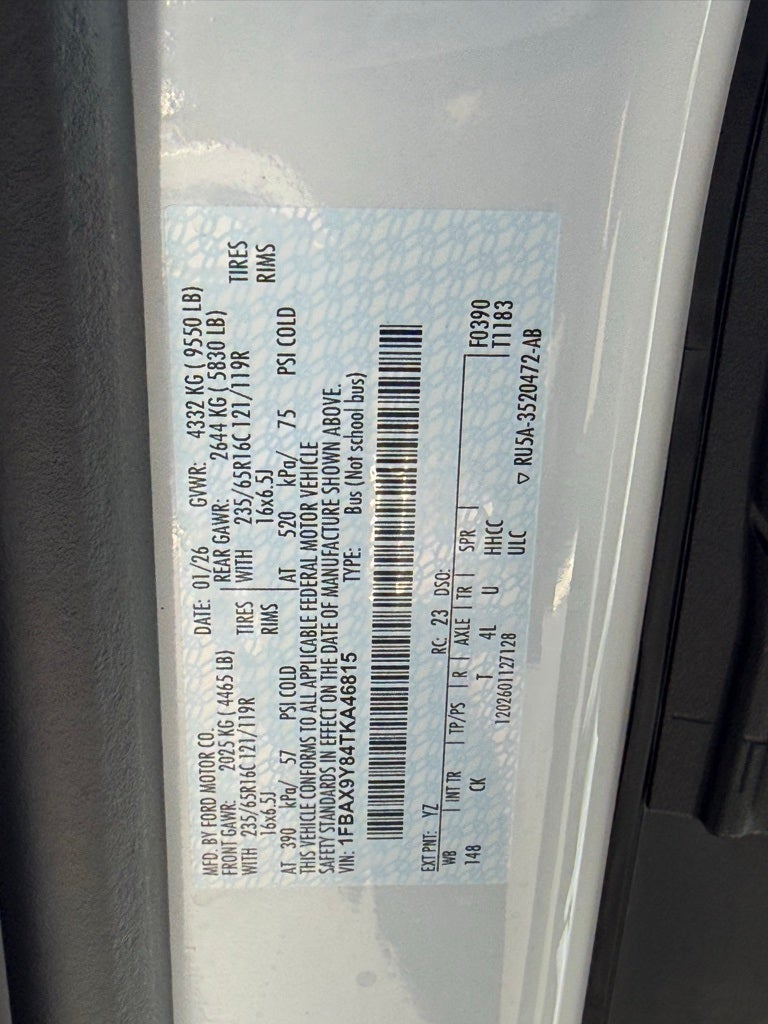 MFD. BY FORD MOTOR CO. DATE: 01/26 GVWR: 4332 KG ( 9550 LB)
FRONT GAWR: 2025 KG ( 4465 LB) REAR GAWR: 2644 KG ( 5830 LB)
WITH 235/65R16C 121/119R TIRES WITH 235/65R16C 121/119R TIRES
16x6.5J RIMS 16x6.5J RIMS
AT 390 kPa/ 57 PSI COLD AT 520 kPa/ 75 PSI COLD
THIS VEHICLE CONFORMS TO ALL APPLICABLE FEDERAL MOTOR VEHICLE
SAFETY STANDARDS IN EFFECT ON THE DATE OF MANUFACTURE SHOWN ABOVE.
VIN: 1FBAX9Y84TKA46815 TYPE: Bus (Not school bus)
EXT PNT: YZ RC: 23 DSO:
WB INT TR TP/PS R AXLE TR SPR F0390
148 CK T 4L U HHCC T1183
1202601127128 ULC ▽ RU5A-3520472-AB